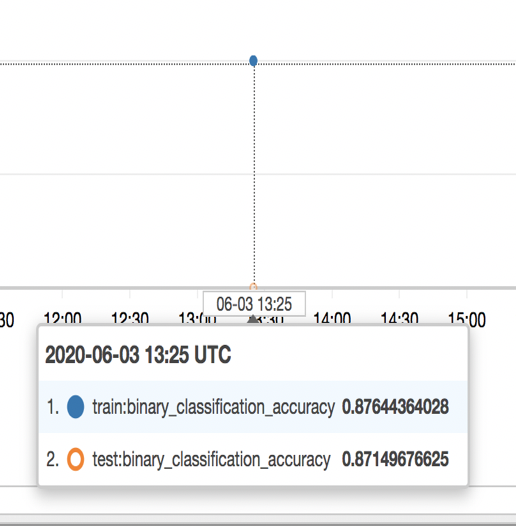 06-03 13:25
30 12:00 12:30 13:00 13:30 14:00 14:30 15:00
2020-06-03 13:25 UTC
1. train:binary_classification_accuracy 0.87644364028
2. test:binary_classification_accuracy 0.87149676625